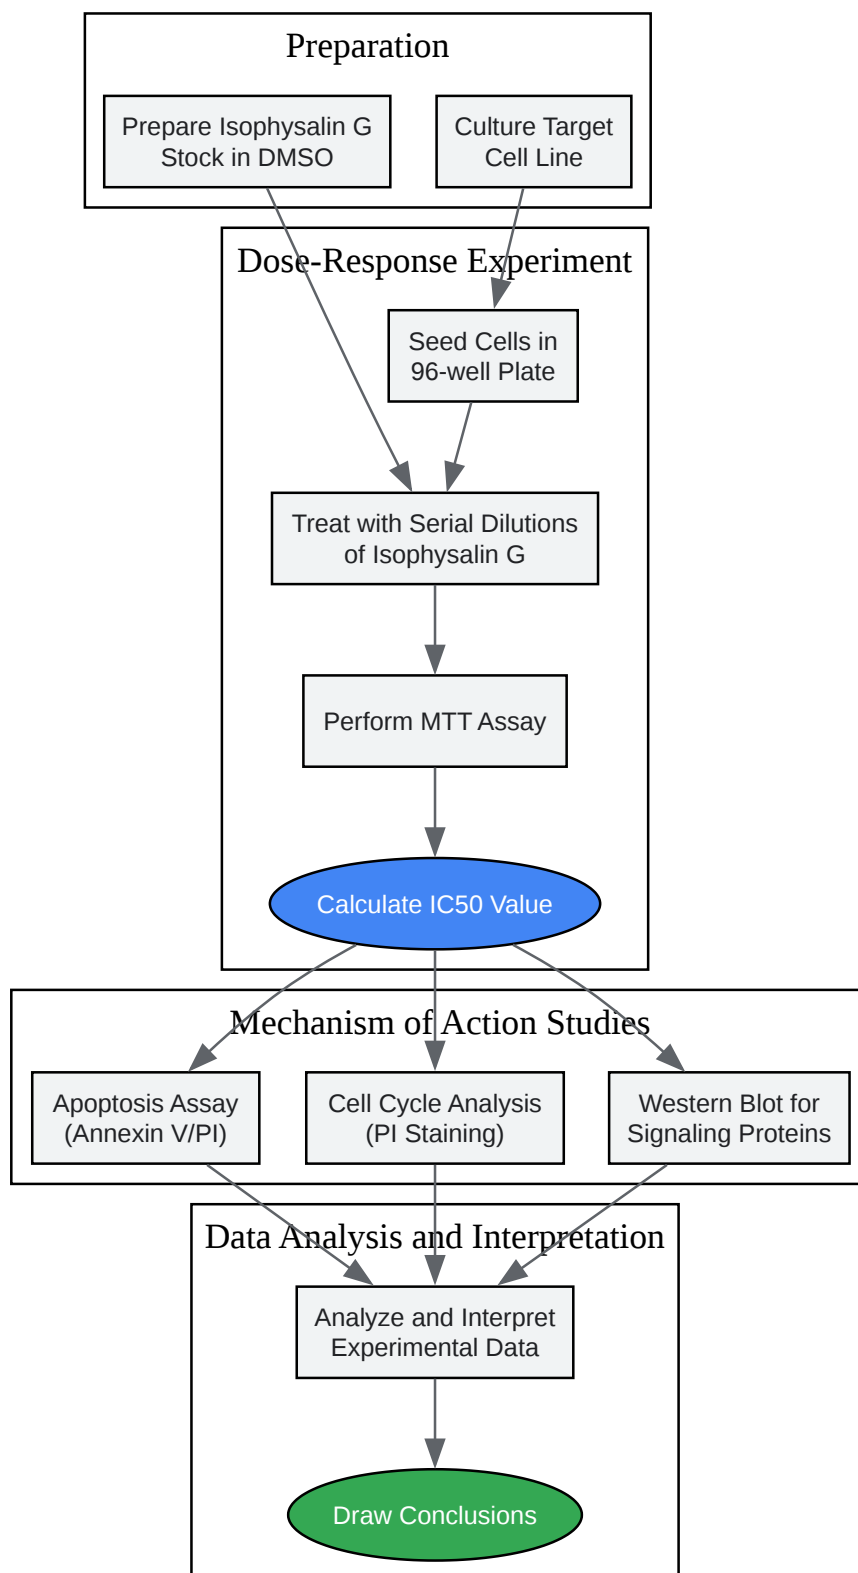 Preparation
Prepare Isophysalin G
Stock in DMSO
Culture Target
Cell Line
Dose-Response Experiment
Seed Cells in
96-well Plate
Treat with Serial Dilutions
of Isophysalin G
Perform MTT Assay
Calculate IC50 Value
Mechanism of Action Studies
Apoptosis Assay
(Annexin V/PI)
Cell Cycle Analysis
(PI Staining)
Western Blot for
Signaling Proteins
Data Analysis and Interpretation
Analyze and Interpret
Experimental Data
Draw Conclusions